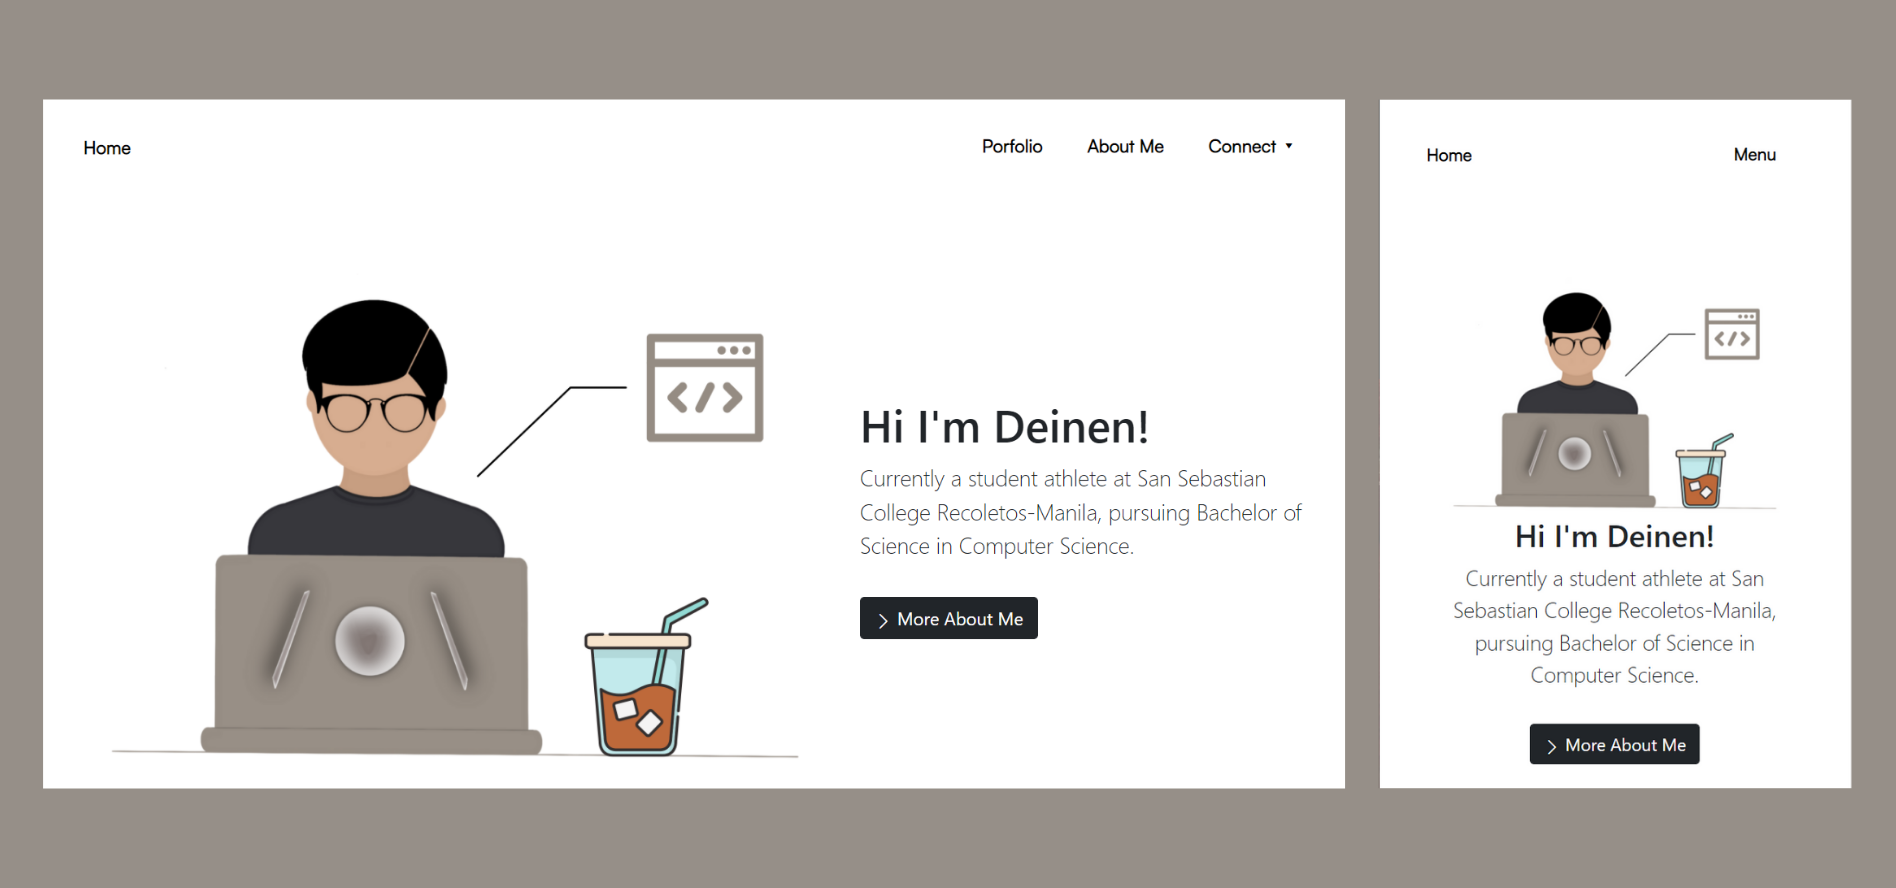 Home
Porfolio
About Me
Connect
</>
Hi I'm Deinen!
Currently a student athlete at San Sebastian
College Recoletos-Manila, pursuing Bachelor of
Science in Computer Science.
More About Me
Home
Menu
</>
Hi I'm Deinen!
Currently a student athlete at San
Sebastian College Recoletos-Manila,
pursuing Bachelor of Science in
Computer Science.
More About Me